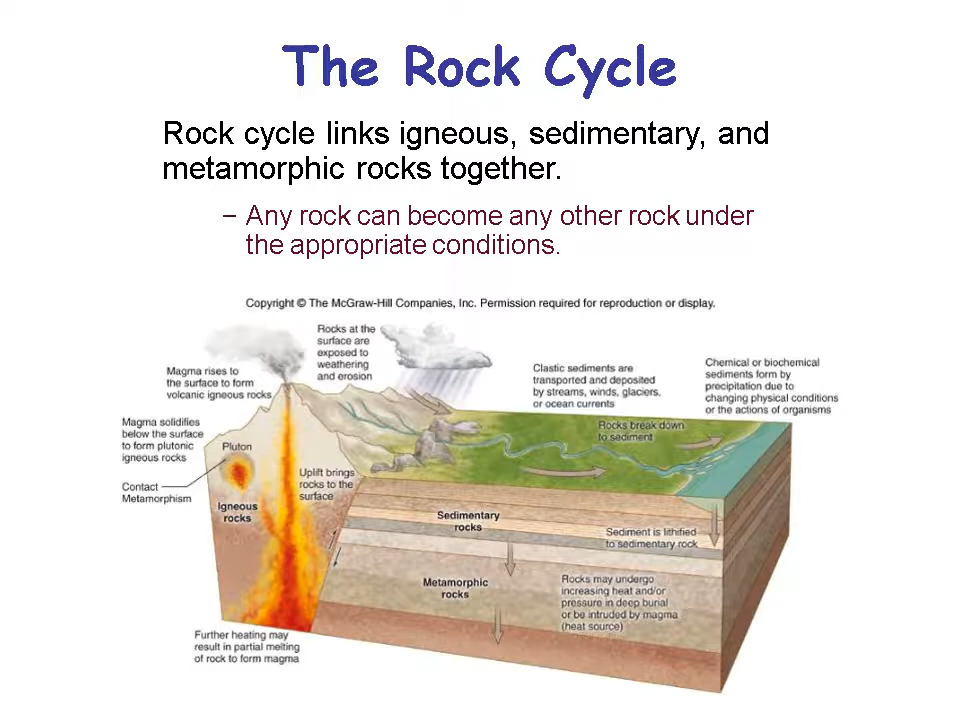 The Rock Cycle
Rock cycle links igneous, sedimentary, and
metamorphic rocks together.
– Any rock can become any other rock under
the appropriate conditions.
Copyright © The McGraw-Hill Companies, Inc. Permission required for reproduction or display.
Rocks at the
surface are
exposed to
weathering
and erosion
Magma rises to
the surface to form
volcanic igneous rocks
Clastic sediments are
transported and deposited
by streams, winds, glaciers,
or ocean currents
Chemical or biochemical
sediments form by
precipitation due to
changing physical conditions
or the actions of organisms
Magma solidifies
below the surface
to form plutonic
igneous rocks
Pluton
Rocks break down
to sediment
Uplift brings
rocks to the
surface
Contact
Metamorphism
Igneous
rocks
Sedimentary
rocks
Sediment is lithified
to sedimentary rock
Metamorphic
rocks
Rocks may undergo
increasing heat and/or
pressure in deep burial
or be intruded by magma
(heat source)
Further heating may
result in partial melting
of rock to form magma